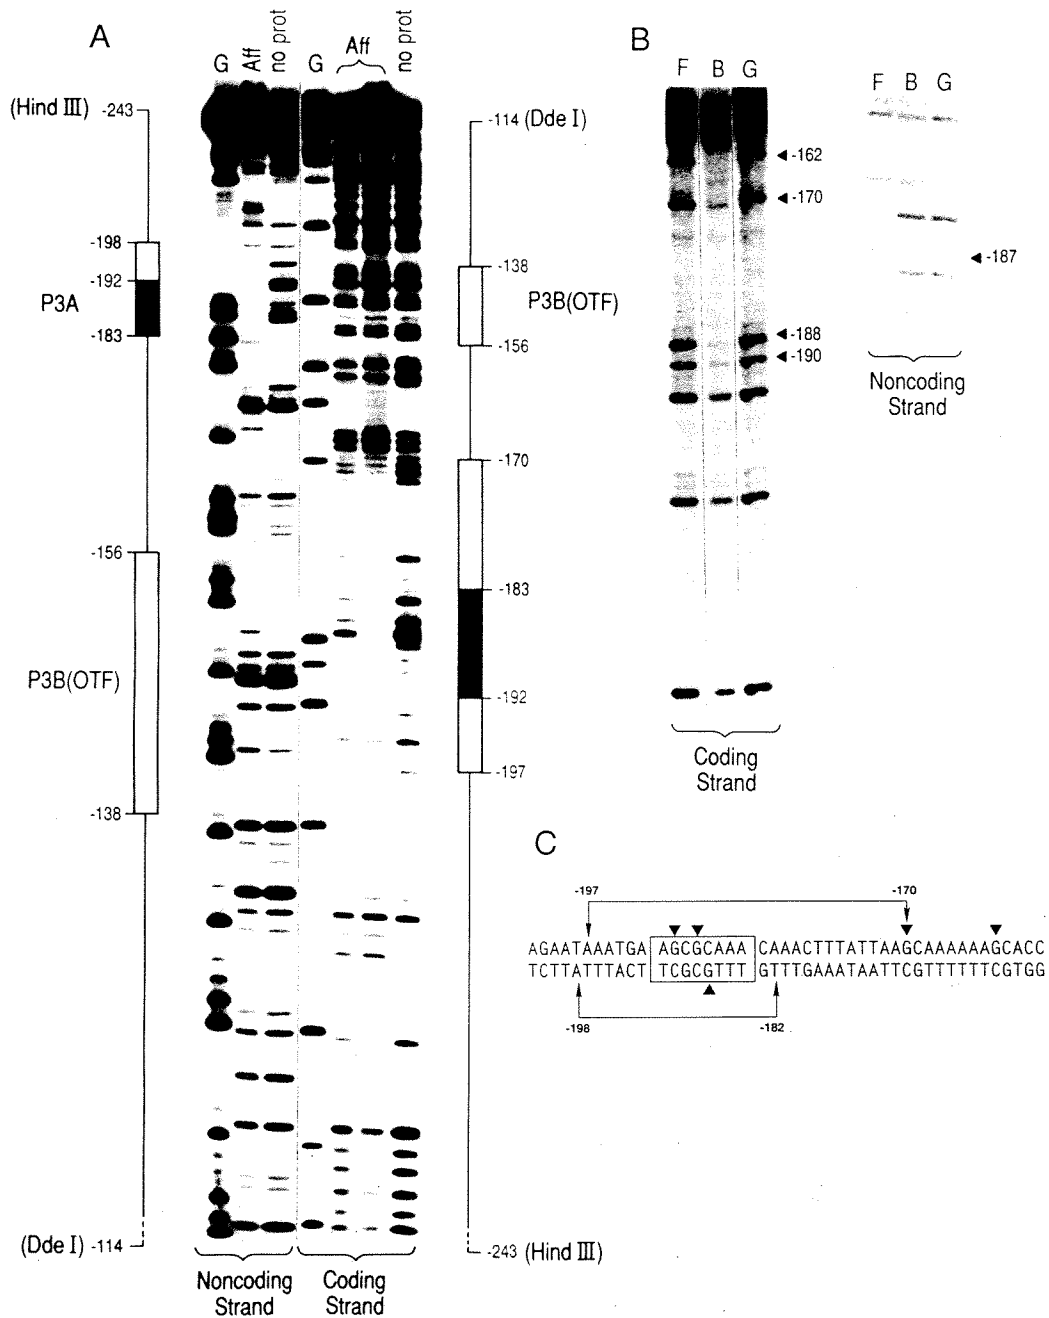 A
G Aff no prot G Aff no prot
(Hind III) -243
-198
-192
P3A
-183
-156
P3B(OTF)
-138
(Dde I) -114
Noncoding
Strand
Coding
Strand
-114 (Dde I)
-138
P3B(OTF)
-156
-170
-183
-192
-197
-243 (Hind III)
B
F B G
-162
-170
-188
-190
Coding
Strand
F B G
-187
Noncoding
Strand
C
-197 -170
AGAATAAATGA AGCGCAAA CAAACTTTATTAAGCAAAAAAGCACC
TCTTATTTACT TCGCGTTT GTTTGAAATAATTCGTTTTTTCGTGG
-198 -182